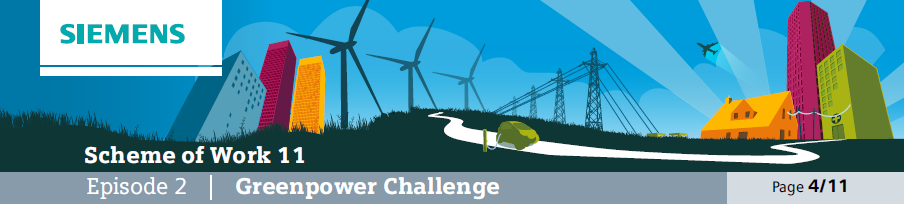 SIEMENS
Scheme of Work 11
Episode 2 | Greenpower Challenge
Page 4/11